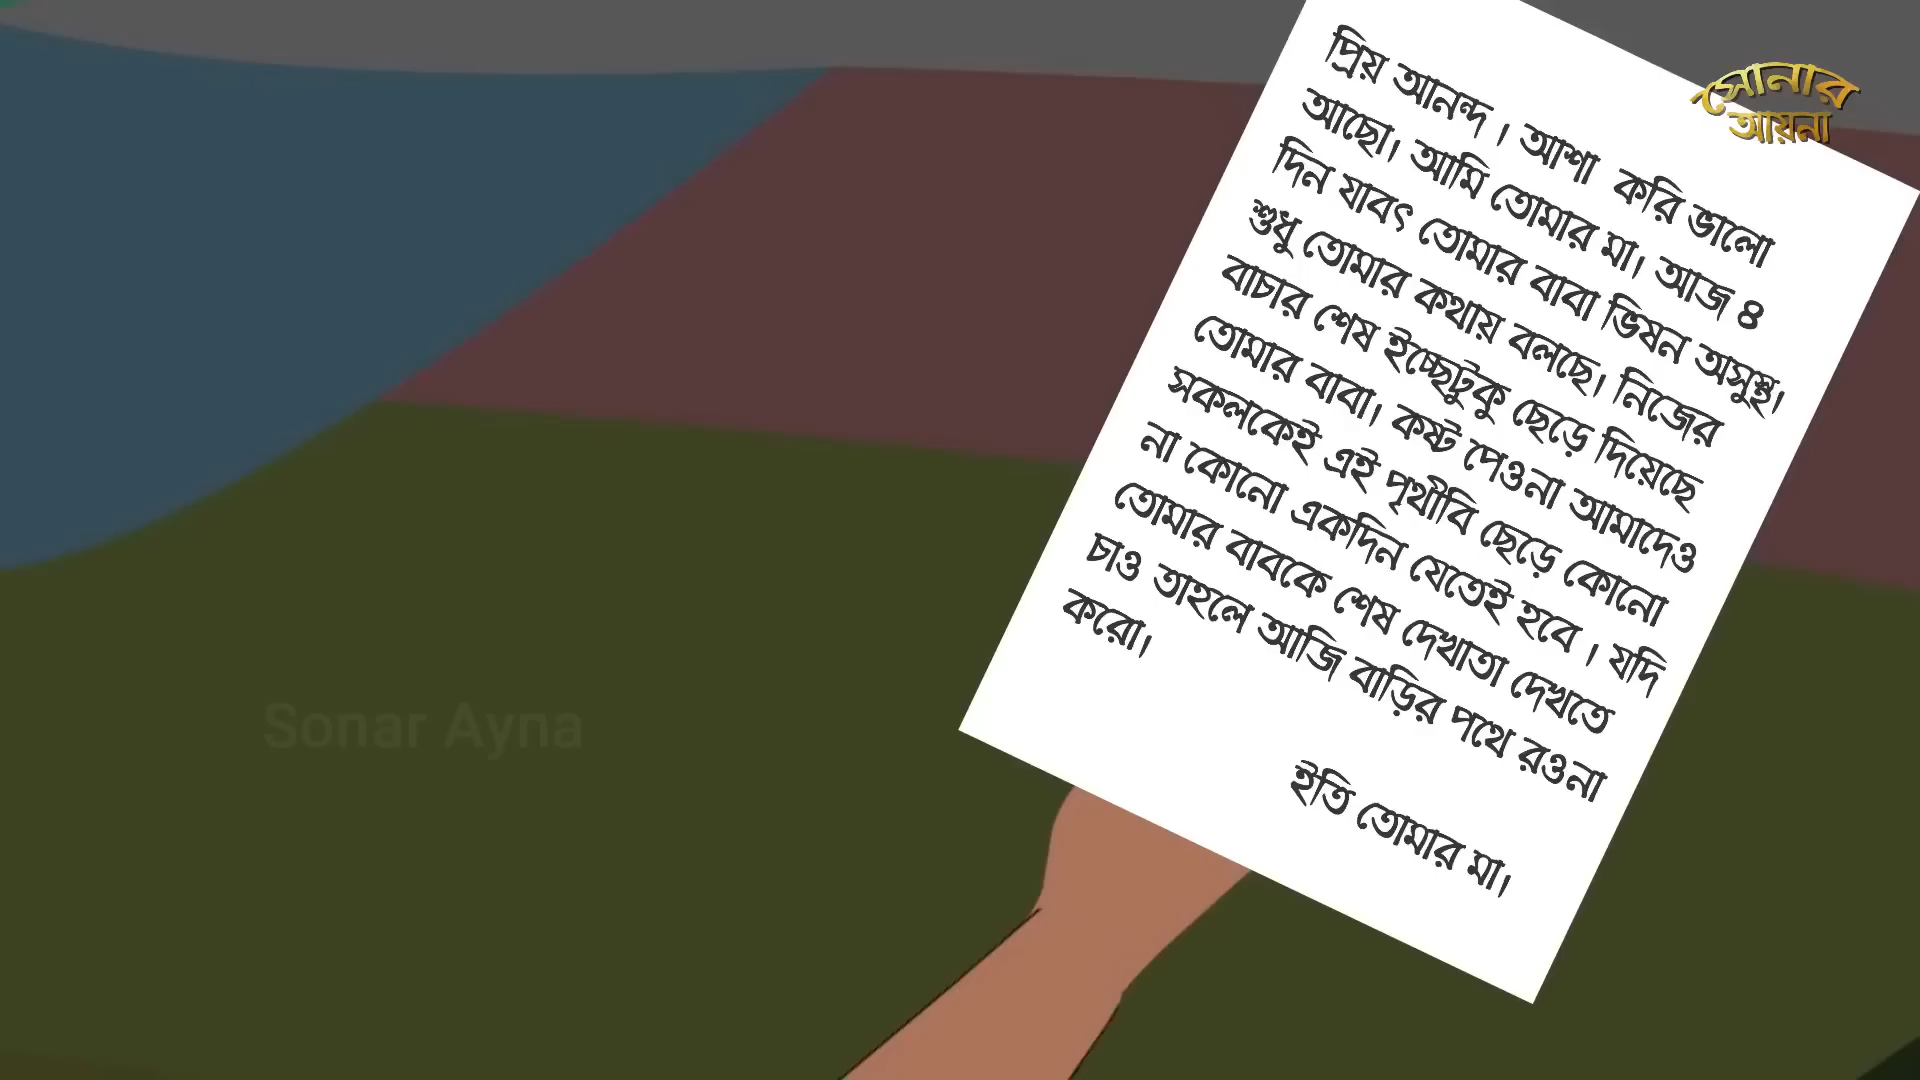 প্রিয় আনন্দ । আশা করি ভালো
আছো। আমি তোমার মা। আজ ৪
দিন যাবৎ তোমার বাবা ভিষন অসুস্থ।
শুধু তোমার কথায় বলছে। নিজের
বাচার শেষ ইচ্ছেটুকু ছেড়ে দিয়েছে
তোমার বাবা। কষ্ট পেওনা আমাদেও
সকলকেই এই পৃথীবি ছেড়ে কোনো
না কোনো একদিন যেতেই হবে । যদি
তোমার বাবকে শেষ দেখাতা দেখতে
চাও তাহলে আজি বাড়ির পথে রওনা
করো।
ইতি তোমার মা।
সোনার
আয়না
Sonar Ayna